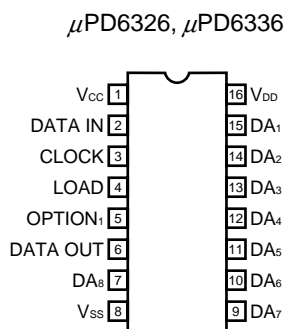 μPD6326, μPD6336
VCC 1 16 VDD
DATA IN 2 15 DA1
CLOCK 3 14 DA2
LOAD 4 13 DA3
OPTION1 5 12 DA4
DATA OUT 6 11 DA5
DA8 7 10 DA6
VSS 8 9 DA7